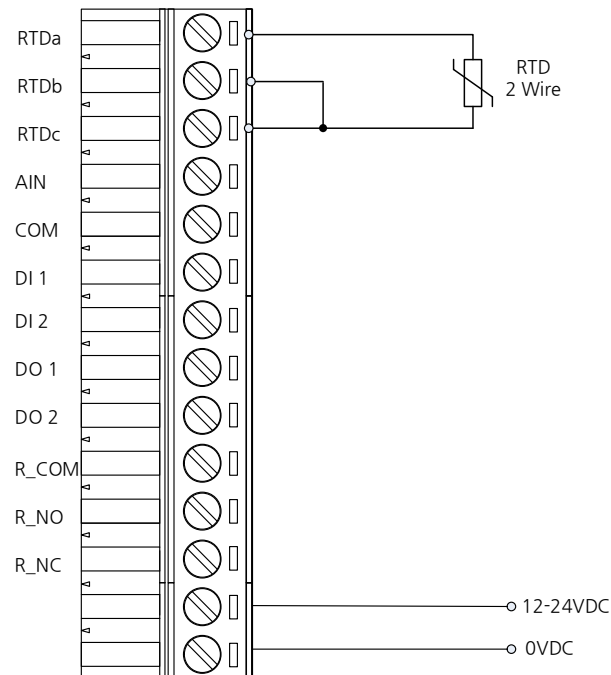 RTDa
RTDb
RTDc
AIN
COM
DI 1
DI 2
DO 1
DO 2
R_COM
R_NO
R_NC
RTD
2 Wire
12-24VDC
0VDC